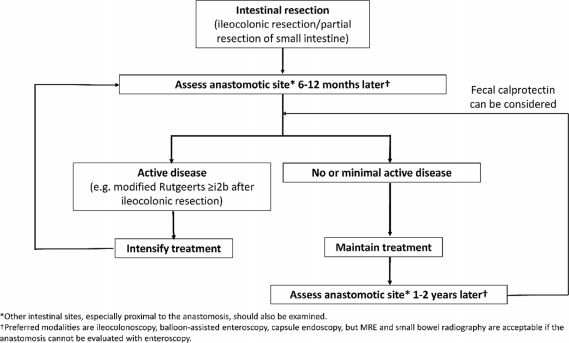 Intestinal resection
(ileocolonic resection/partial
resection of small intestine)
Assess anastomotic site* 6-12 months later†
Fecal calprotectin
can be considered
Active disease
(e.g. modified Rutgeerts ≥i2b after
ileocolonic resection)
No or minimal active disease
Intensify treatment
Maintain treatment
Assess anastomotic site* 1-2 years later†
*Other intestinal sites, especially proximal to the anastomosis, should also be examined.
†Preferred modalities are ileocolonoscopy, balloon-assisted enteroscopy, capsule endoscopy, but MRE and small bowel radiography are acceptable if the
anastomosis cannot be evaluated with enteroscopy.